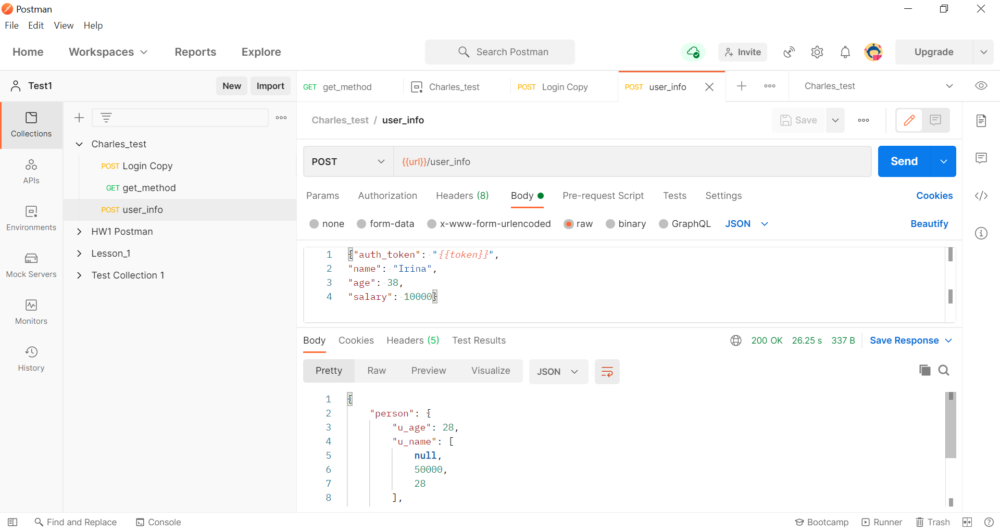 Postman
File Edit View Help
Home Workspaces Reports Explore Search Postman Invite Upgrade
Test1 New Import GET get_method Charles_test POST Login Copy POST user_info Charles_test
Charles_test / user_info Save
Collections
Charles_test
POST Login Copy
GET get_method
POST user_info
HW1 Postman
Lesson_1
Test Collection 1
APIs
Environments
Mock Servers
Monitors
History
POST {{url}}/user_info Send
Params Authorization Headers (8) Body Pre-request Script Tests Settings Cookies
none form-data x-www-form-urlencoded raw binary GraphQL JSON Beautify
1 {"auth_token": "{{token}}",
2 "name": "Irina",
3 "age": 38,
4 "salary": 10000}
Body Cookies Headers (5) Test Results 200 OK 26.25 s 337 B Save Response
Pretty Raw Preview Visualize JSON
1 {
2 "person": {
3 "u_age": 28,
4 "u_name": [
5 null,
6 50000,
7 28
8 ],
Find and Replace Console Bootcamp Runner Trash